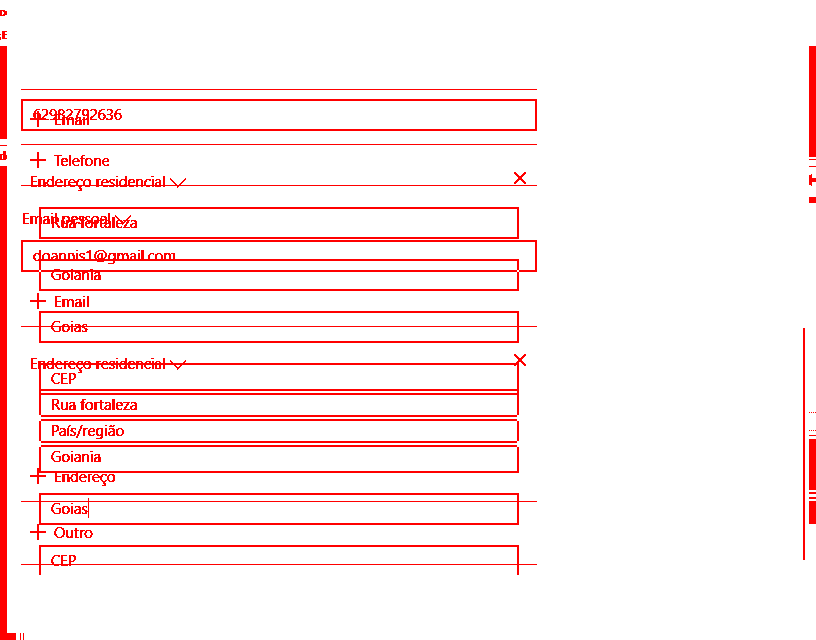 62982792636
Email
Telefone
Endereço residencial
Email pessoal
Rua fortaleza
doannis1@gmail.com
Goiania
Email
Goias
Endereço residencial
CEP
Rua fortaleza
País/região
Goiania
Endereço
Goias
Outro
CEP